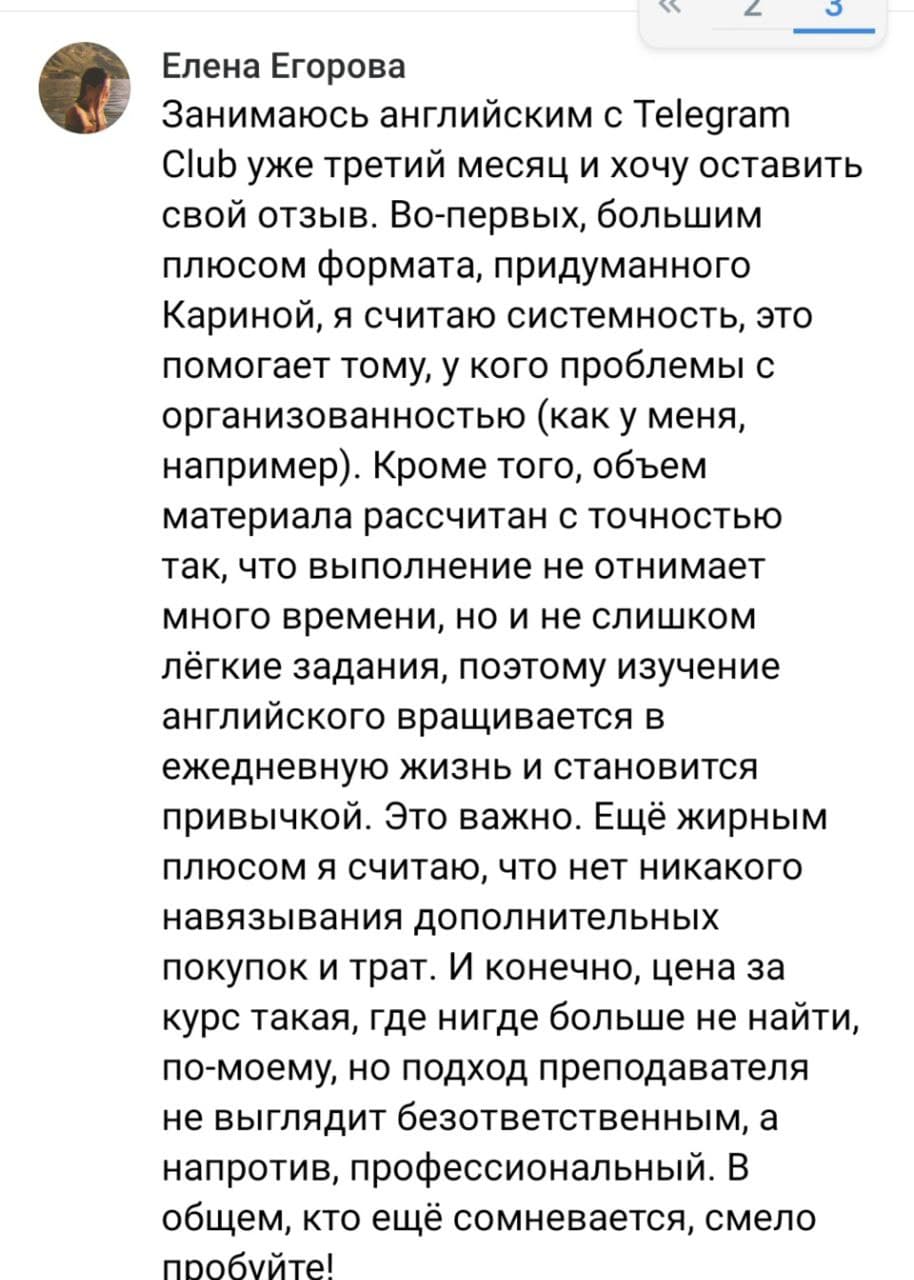 « 2 3
Елена Егорова
Занимаюсь английским с Telegram
Club уже третий месяц и хочу оставить
свой отзыв. Во-первых, большим
плюсом формата, придуманного
Кариной, я считаю системность, это
помогает тому, у кого проблемы с
организованностью (как у меня,
например). Кроме того, объем
материала рассчитан с точностью
так, что выполнение не отнимает
много времени, но и не слишком
лёгкие задания, поэтому изучение
английского вращивается в
ежедневную жизнь и становится
привычкой. Это важно. Ещё жирным
плюсом я считаю, что нет никакого
навязывания дополнительных
покупок и трат. И конечно, цена за
курс такая, где нигде больше не найти,
по-моему, но подход преподавателя
не выглядит безответственным, а
напротив, профессиональный. В
общем, кто ещё сомневается, смело
пробуйте!